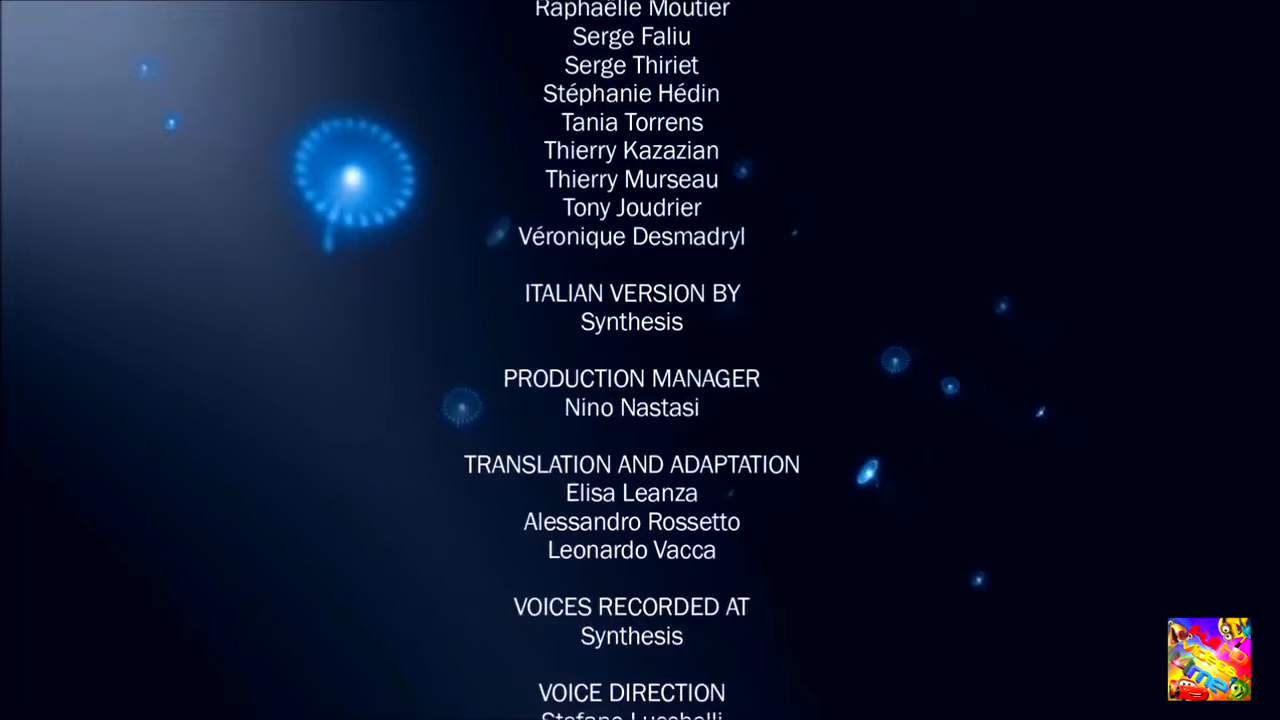 Raphaëlle Moutier
Serge Faliu
Serge Thiriet
Stéphanie Hédin
Tania Torrens
Thierry Kazazian
Thierry Murseau
Tony Joudrier
Véronique Desmadryl
ITALIAN VERSION BY
Synthesis
PRODUCTION MANAGER
Nino Nastasi
TRANSLATION AND ADAPTATION
Elisa Leanza
Alessandro Rossetto
Leonardo Vacca
VOICES RECORDED AT
Synthesis
VOICE DIRECTION
Stefano